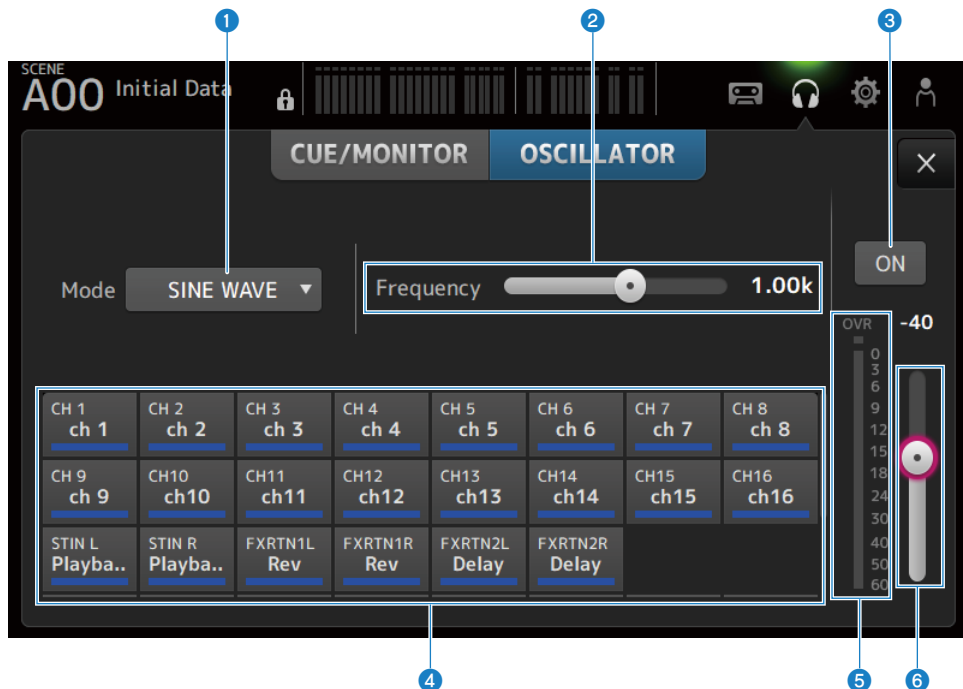 1 2 3
SCENE
A00 Initial Data
CUE/MONITOR OSCILLATOR
Mode SINE WAVE Frequency 1.00k
ON
OVR -40
0
3
6
9
12
15
18
24
30
40
50
60
CH 1 CH 2 CH 3 CH 4 CH 5 CH 6 CH 7 CH 8
ch 1 ch 2 ch 3 ch 4 ch 5 ch 6 ch 7 ch 8
CH 9 CH10 CH11 CH12 CH13 CH14 CH15 CH16
ch 9 ch10 ch11 ch12 ch13 ch14 ch15 ch16
STIN L STIN R FXRTN1L FXRTN1R FXRTN2L FXRTN2R
Playba.. Playba.. Rev Rev Delay Delay
4 5 6